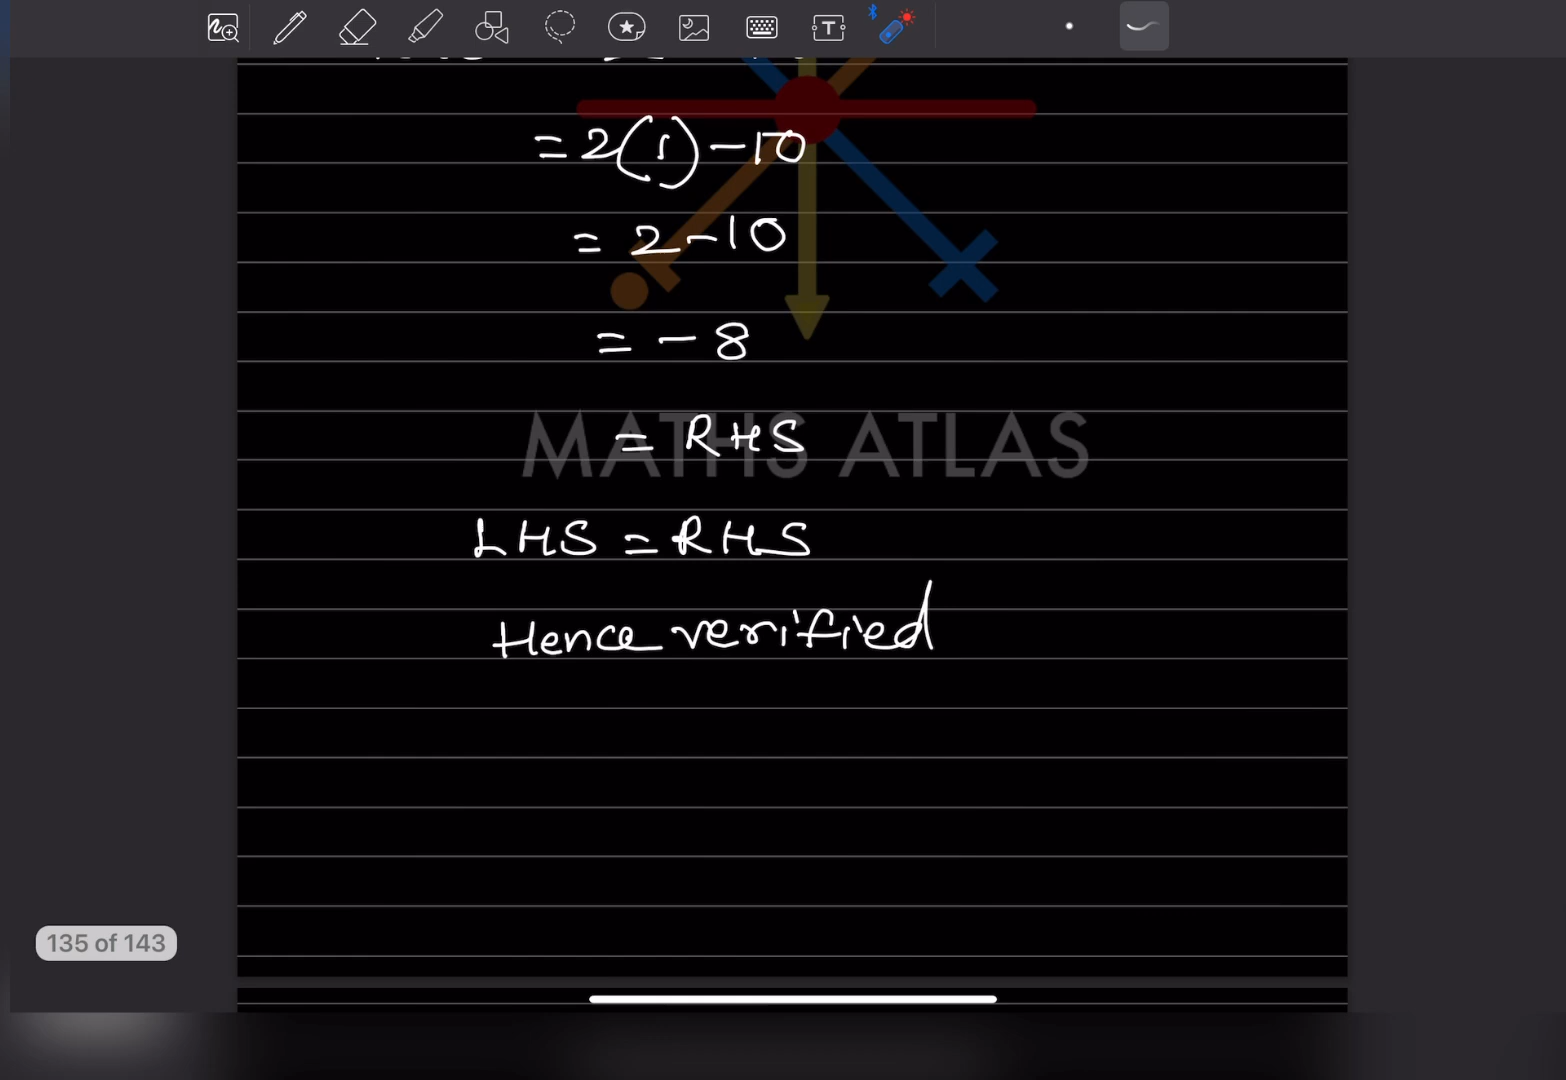 = 2(1) - 10
= 2 - 10
= - 8
MATHS ATLAS
= RHS
LHS = RHS
Hence verified
135 of 143